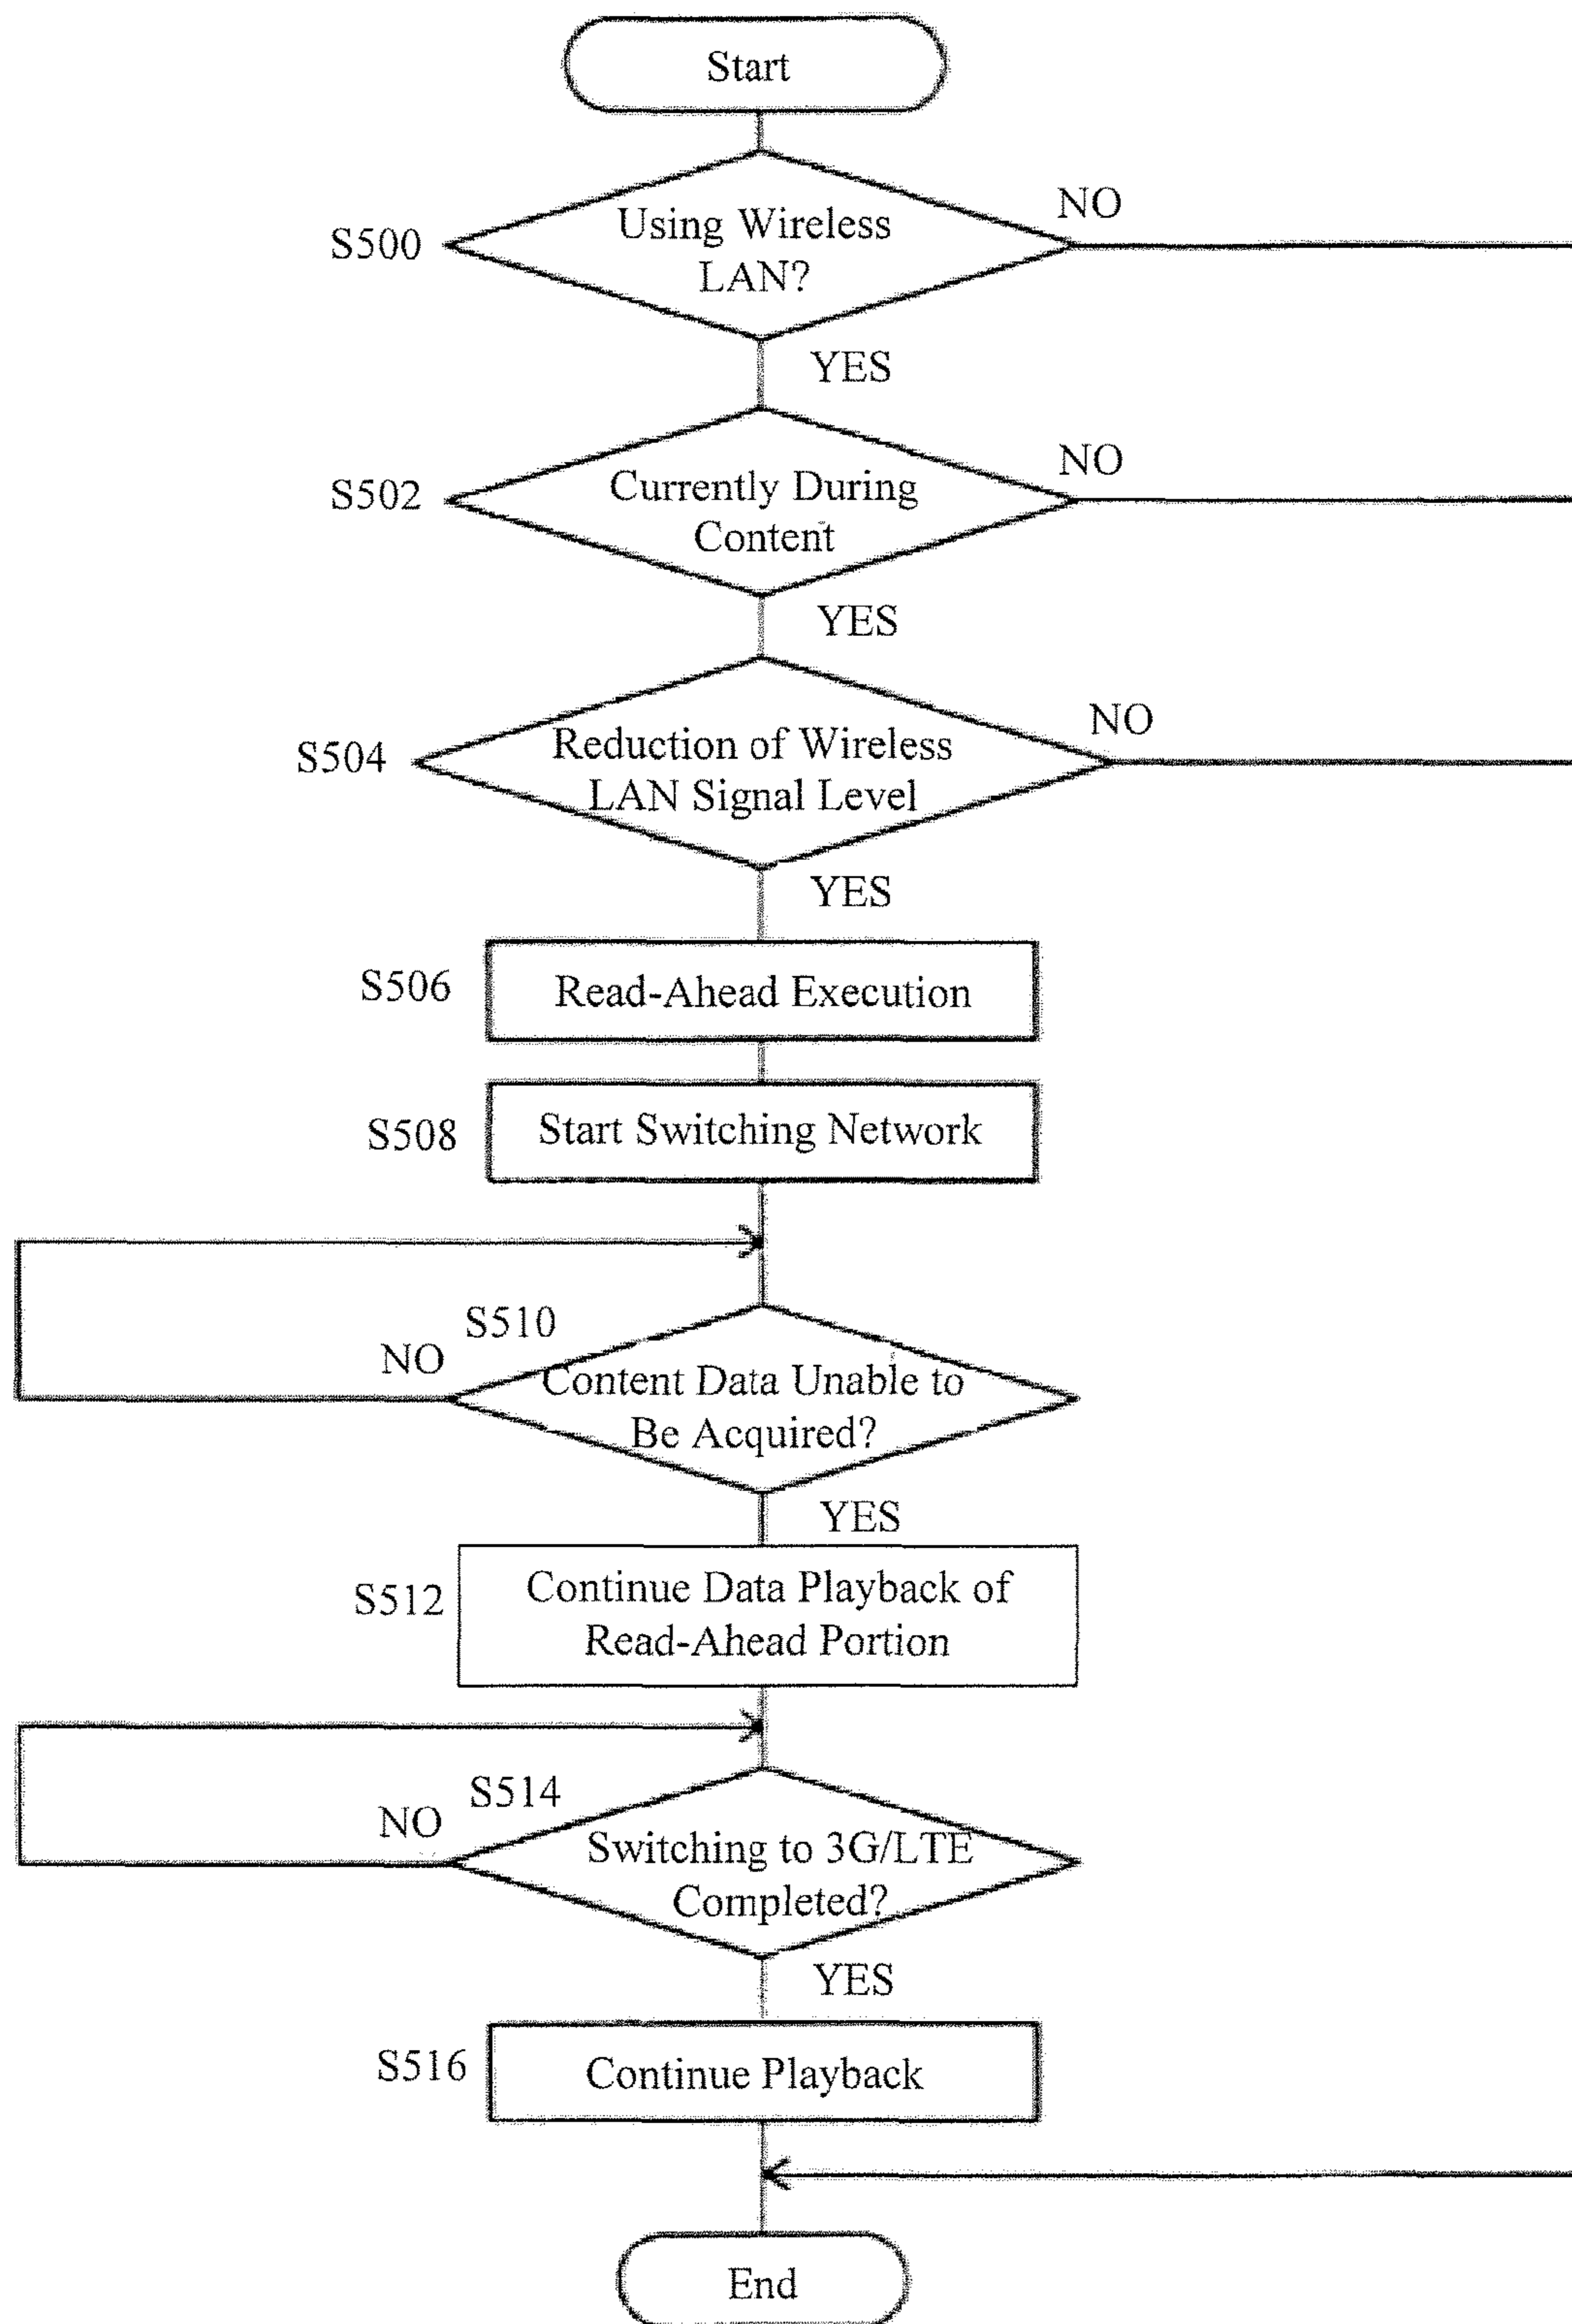 Start
NO
S500
Using Wireless
LAN?
YES
NO
S502
Currently During
Content
YES
NO
S504
Reduction of Wireless
LAN Signal Level
YES
S506
Read-Ahead Execution
S508
Start Switching Network
S510
NO
Content Data Unable to
Be Acquired?
YES
S512
Continue Data Playback of
Read-Ahead Portion
S514
NO
Switching to 3G/LTE
Completed?
YES
S516
Continue Playback
End